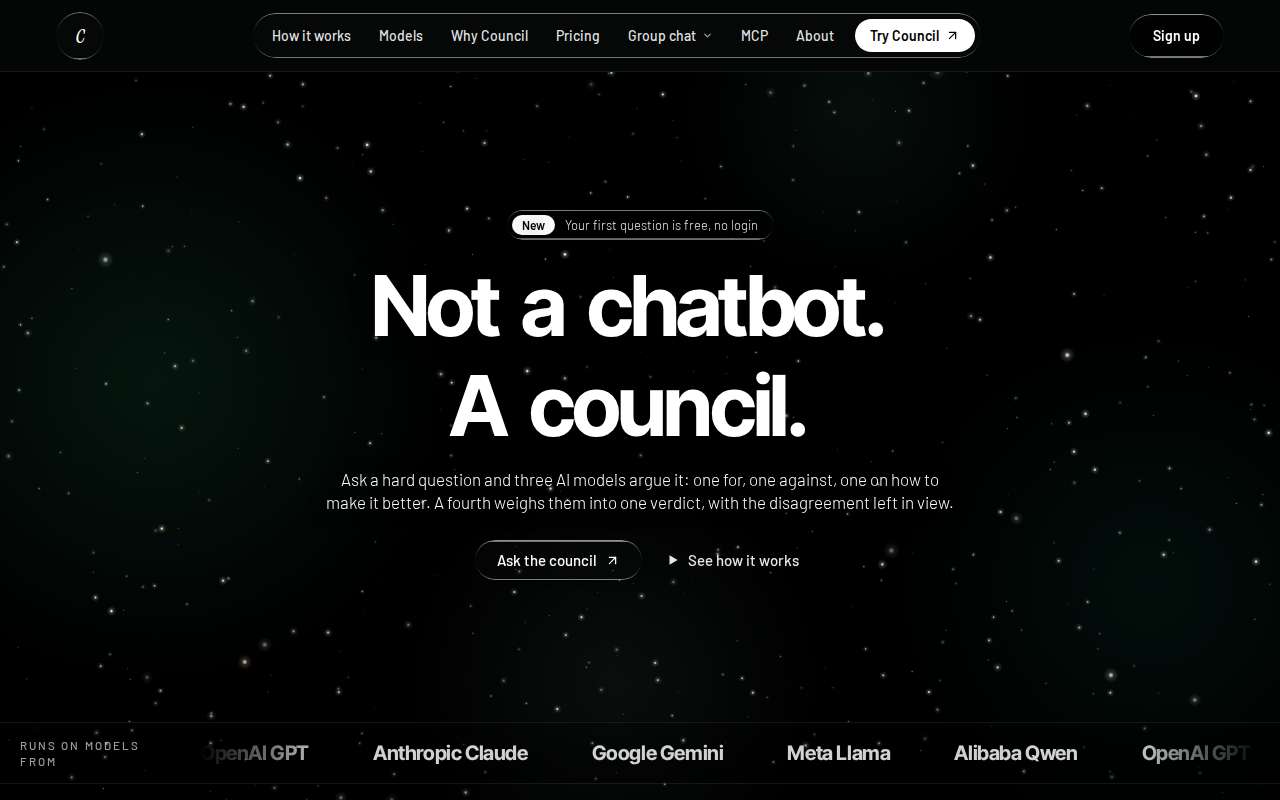 C
How it works
Models
Why Council
Pricing
Group chat
MCP
About
Try Council
Sign up
New Your first question is free, no login
Not a chatbot.
A council.
Ask a hard question and three AI models argue it: one for, one against, one on how to
make it better. A fourth weighs them into one verdict, with the disagreement left in view.
Ask the council
See how it works
RUNS ON MODELS
FROM
OpenAI GPT
Anthropic Claude
Google Gemini
Meta Llama
Alibaba Qwen
OpenAI GPT